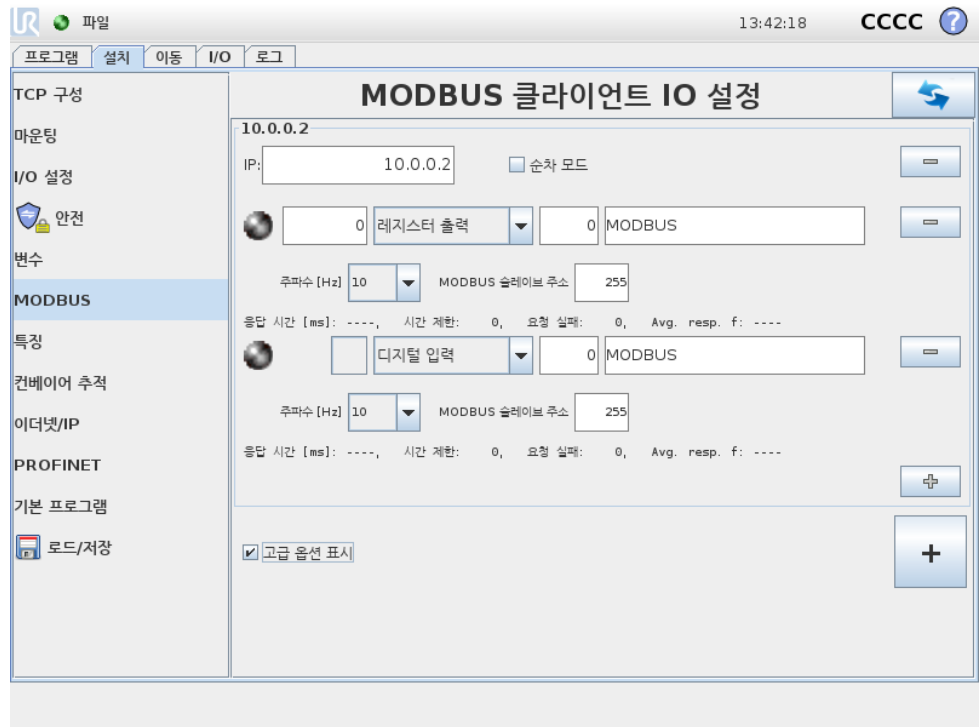 UR 파일 13:42:18 CCCC ?
프로그램 설치 이동 I/O 로그
TCP 구성
마운팅
I/O 설정
안전
변수
MODBUS
특징
컨베이어 추적
이더넷/IP
PROFINET
기본 프로그램
로드/저장
MODBUS 클라이언트 IO 설정
10.0.0.2
IP: 10.0.0.2 순차 모드
0 레지스터 출력 0 MODBUS
주파수 [Hz] 10 MODBUS 슬레이브 주소 255
응답 시간 [ms]: ----, 시간 제한: 0, 요청 실패: 0, Avg. resp. f: ----
디지털 입력 0 MODBUS
주파수 [Hz] 10 MODBUS 슬레이브 주소 255
응답 시간 [ms]: ----, 시간 제한: 0, 요청 실패: 0, Avg. resp. f: ----
고급 옵션 표시